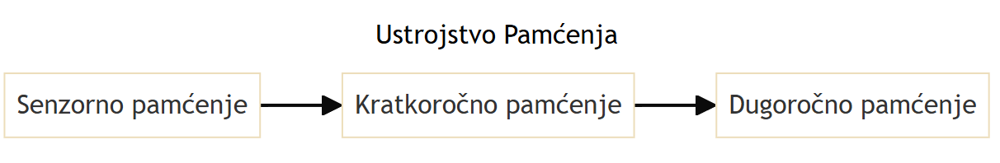 Ustrojstvo Pamćenja
Senzorno pamćenje
Kratkoročno pamćenje
Dugoročno pamćenje